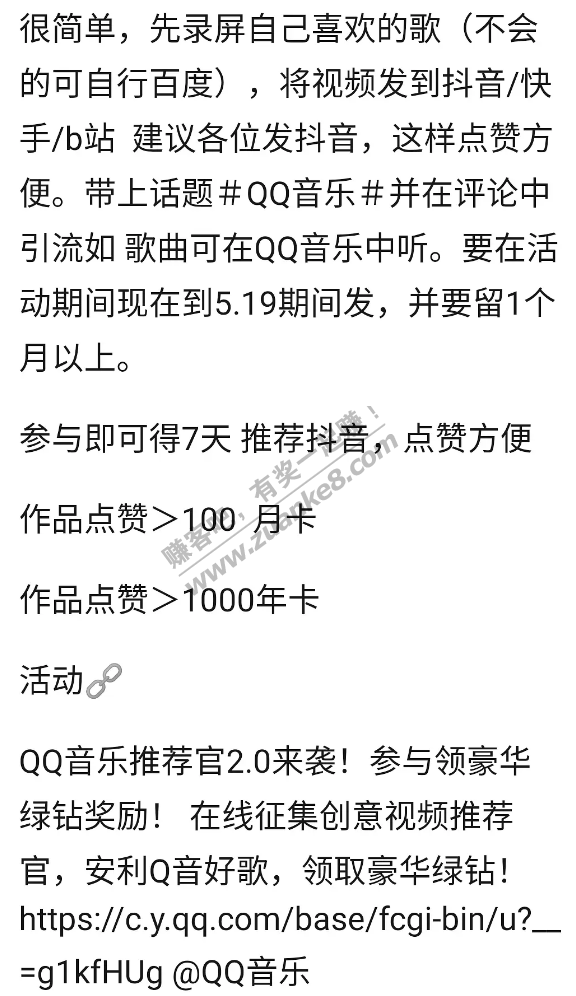 很简单，先录屏自己喜欢的歌（不会
的可自行百度），将视频发到抖音/快
手/b站  建议各位发抖音，这样点赞方
便。带上话题＃QQ音乐＃并在评论中
引流如 歌曲可在QQ音乐中听。要在活
动期间现在到5.19期间发，并要留1个
月以上。
参与即可得7天 推荐抖音，点赞方便
作品点赞＞100  月卡
作品点赞＞1000年卡
赚客吧，有奖一起赚！
www.zuanke8.com
活动🔗
QQ音乐推荐官2.0来袭！参与领豪华
绿钻奖励！ 在线征集创意视频推荐
官，安利Q音好歌，领取豪华绿钻！
https://c.y.qq.com/base/fcgi-bin/u?__
=g1kfHUg @QQ音乐